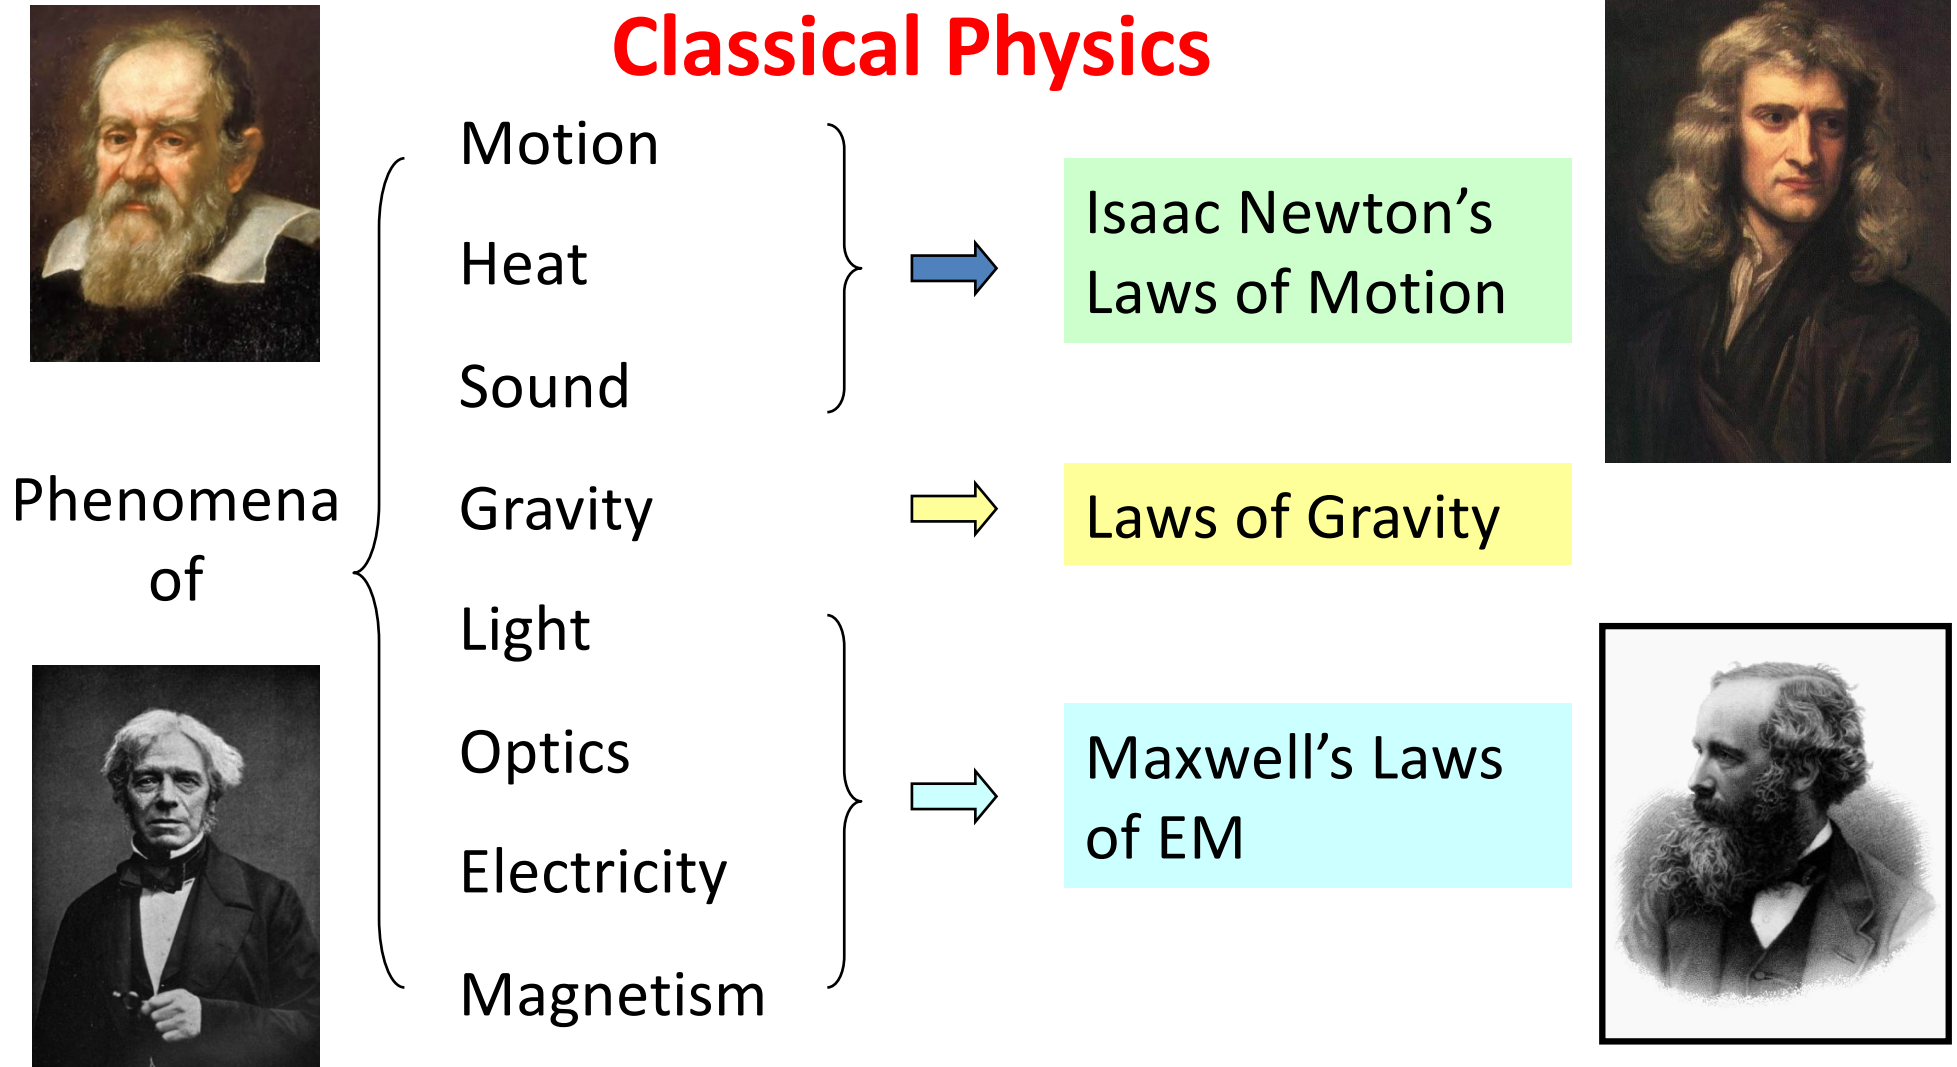 Classical Physics
Phenomena
of
Motion
Heat
Sound
Gravity
Light
Optics
Electricity
Magnetism
Isaac Newton’s
Laws of Motion
Laws of Gravity
Maxwell’s Laws
of EM